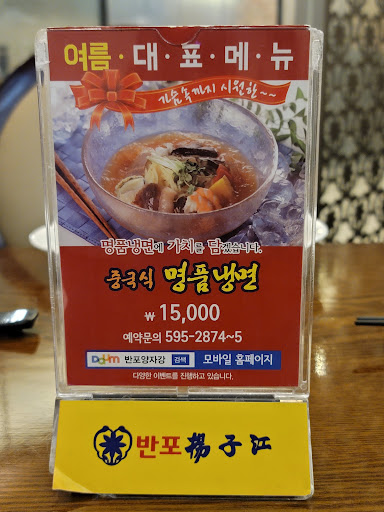 여름·대·표·메·뉴
가슴속까지 시원한~~
명품냉면에 가치를 담겠습니다.
중국식 명품냉면
₩ 15,000
예약문의 595-2874~5
Daum 반포양자강 검색 모바일 홈페이지
다양한 이벤트를 진행하고 있습니다.
반포 揚子江